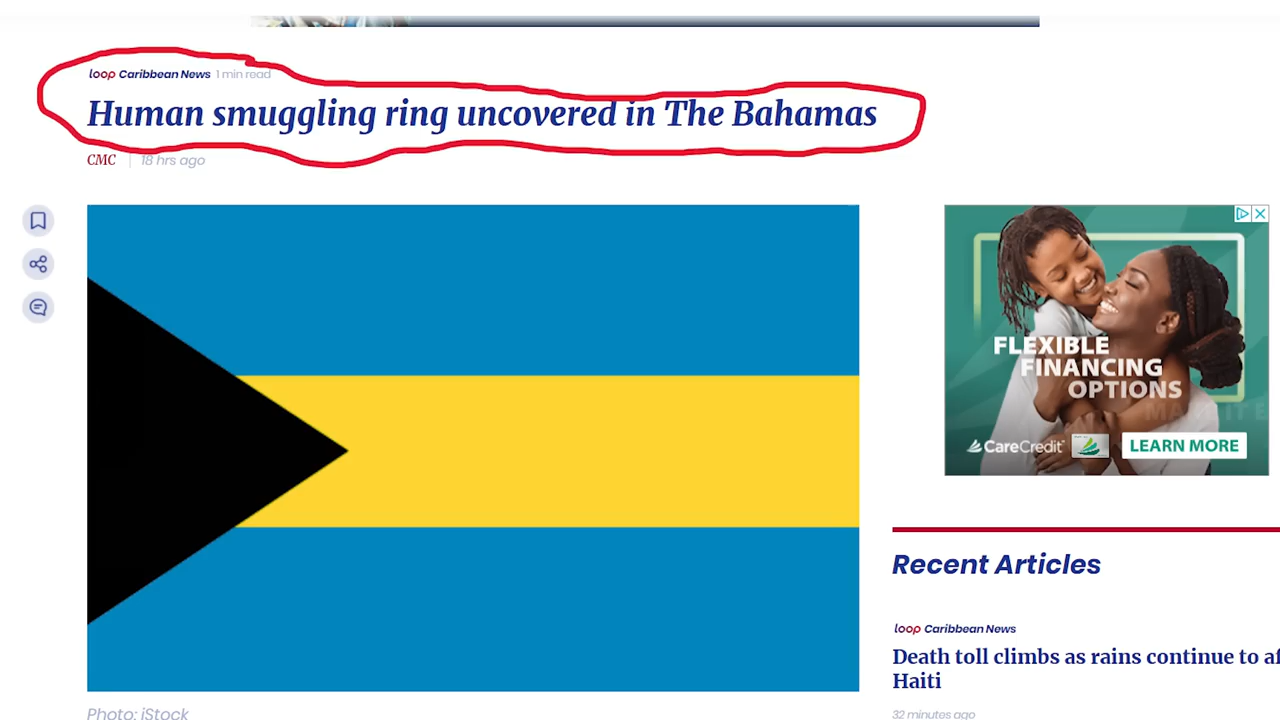 loop Caribbean News 1 min read
Human smuggling ring uncovered in The Bahamas
CMC | 18 hrs ago
Photo: iStock
FLEXIBLE
FINANCING
OPTIONS
CareCredit
LEARN MORE
Recent Articles
loop Caribbean News
Death toll climbs as rains continue to af
Haiti
32 minutes ago